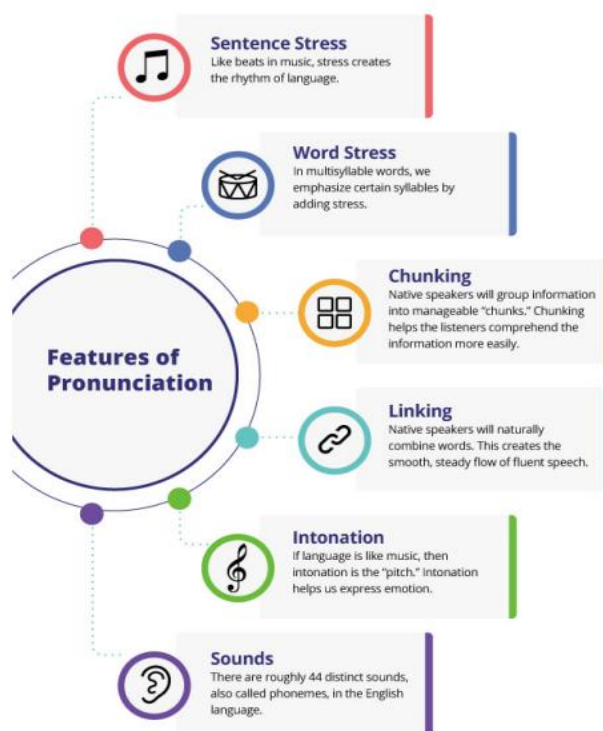 Sentence Stress
Like beats in music, stress creates
the rhythm of language.
Word Stress
In multisyllable words, we
emphasize certain syllables by
adding stress.
Chunking
Native speakers will group information
into manageable “chunks.” Chunking
helps the listeners comprehend the
information more easily.
Features of
Pronunciation
Linking
Native speakers will naturally
combine words. This creates the
smooth, steady flow of fluent speech.
Intonation
If language is like music, then
intonation is the “pitch.” Intonation
helps us express emotion.
Sounds
There are roughly 44 distinct sounds,
also called phonemes, in the English
language.